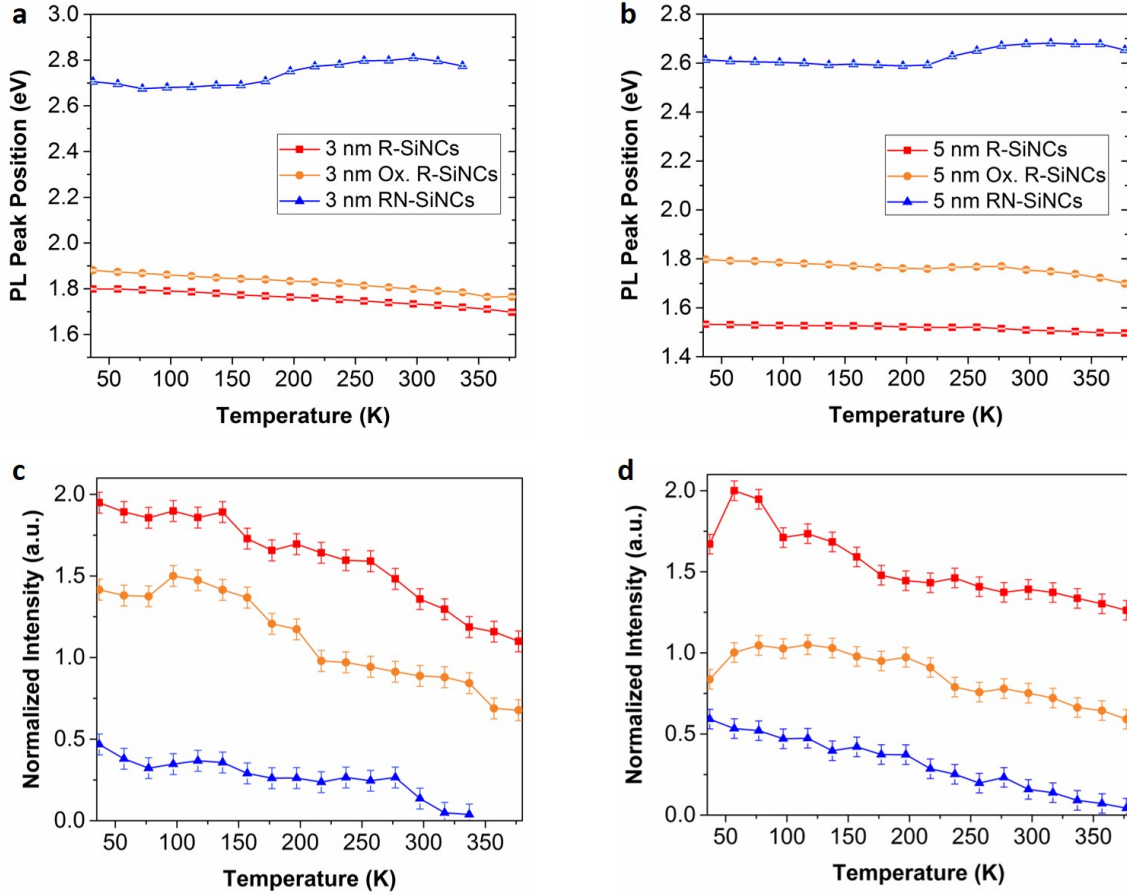 a
PL Peak Position (eV)
3.0
2.8
2.6
2.4
2.2
2.0
1.8
1.6
3 nm R-SiNCs
3 nm Ox. R-SiNCs
3 nm RN-SiNCs
50 100 150 200 250 300 350
Temperature (K)
b
PL Peak Position (eV)
2.8
2.6
2.4
2.2
2.0
1.8
1.6
1.4
5 nm R-SiNCs
5 nm Ox. R-SiNCs
5 nm RN-SiNCs
50 100 150 200 250 300 350
Temperature (K)
c
Normalized Intensity (a.u.)
2.0
1.5
1.0
0.5
0.0
50 100 150 200 250 300 350
Temperature (K)
d
Normalized Intensity (a.u.)
2.0
1.5
1.0
0.5
0.0
50 100 150 200 250 300 350
Temperature (K)